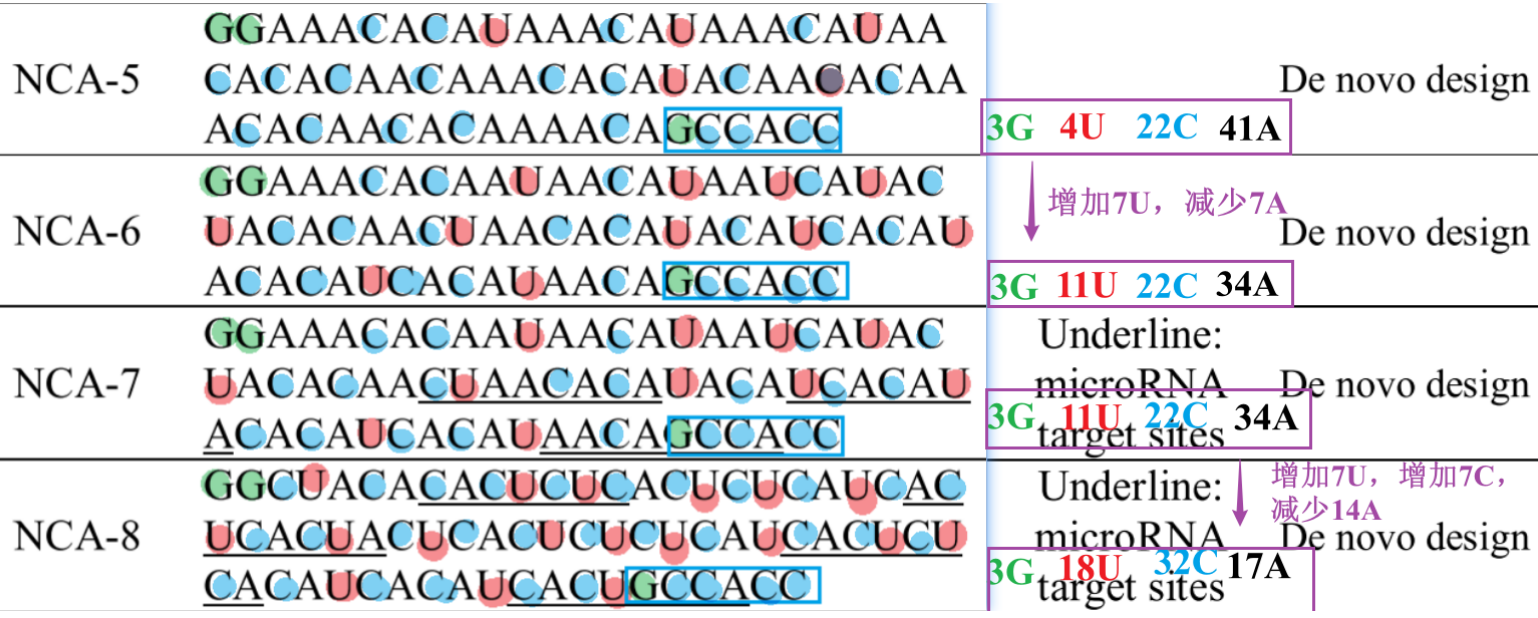 GGAAACACAUAAACAUAAACAUAA
NCA-5 CACACAACAAACACAUACAACACAA De novo design
ACACAACACAAAACAGCCACC 3G 4U 22C 41A
增加7U，减少7A
GGAAACACAAUAACAUAAUCAUAC
NCA-6 UACACAACUAACACAUACAUCACAU De novo design
ACACAUCACAUAACAGCCACC 3G 11U 22C 34A
GGAAACACAAUAACAUAAUCAUAC Underline:
NCA-7 UACACAACUAACACAUACAUCACAU microRNA De novo design
3G 11U 22C 34A
ACACAUCACAUAACAGCCACC target sites
GGCUACACACUCUCACUCUCAUCAC Underline: 增加7U，增加7C，
减少14A
NCA-8 UCACUACUCACUCUCUCAUCACUCU microRNA De novo design
3G 18U 32C 17A
CACAUCACAUCACUGCCACC target sites